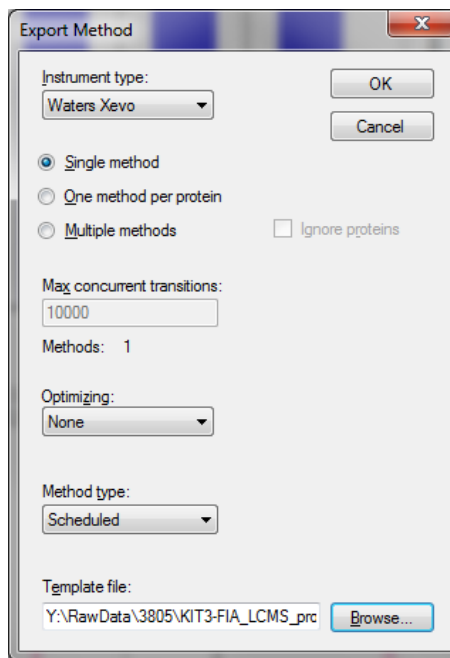 Export Method
Instrument type:
Waters Xevo
OK
Cancel
Single method
One method per protein
Multiple methods
Ignore proteins
Max concurrent transitions:
10000
Methods: 1
Optimizing:
None
Method type:
Scheduled
Template file:
Y:\RawData\3805\KIT3-FIA_LCMS_prc
Browse...